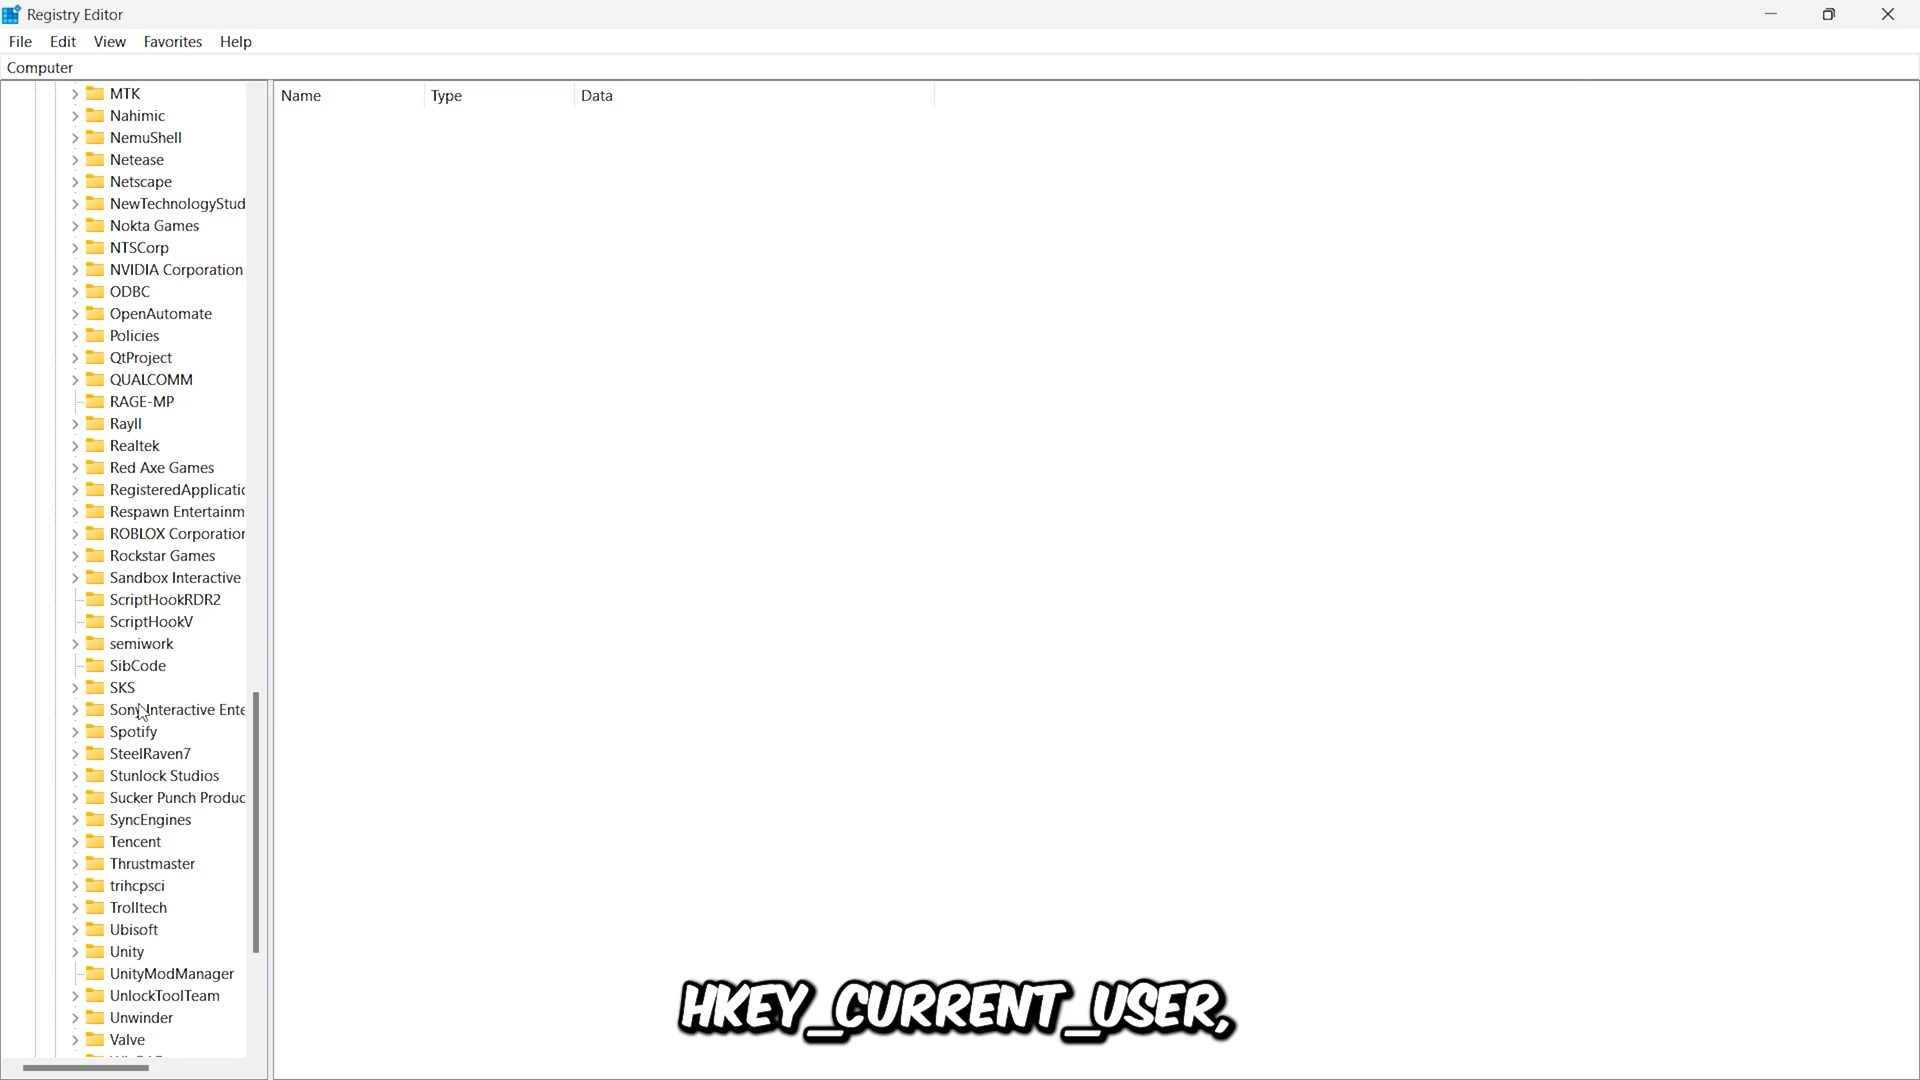 Registry Editor
File Edit View Favorites Help
Computer
Name Type Data
MTK
Nahimic
NemuShell
Netease
Netscape
NewTechnologyStud
Nokta Games
NTSCorp
NVIDIA Corporation
ODBC
OpenAutomate
Policies
QtProject
QUALCOMM
RAGE-MP
Rayll
Realtek
Red Axe Games
RegisteredApplicatic
Respawn Entertainm
ROBLOX Corporation
Rockstar Games
Sandbox Interactive
ScriptHookRDR2
ScriptHookV
semiwork
SibCode
SKS
Sony Interactive Ente
Spotify
SteelRaven7
Stunlock Studios
Sucker Punch Produc
SyncEngines
Tencent
Thrustmaster
trihcpsci
Trolltech
Ubisoft
Unity
UnityModManager
UnlockToolTeam
Unwinder
Valve
HKEY_CURRENT_USER,